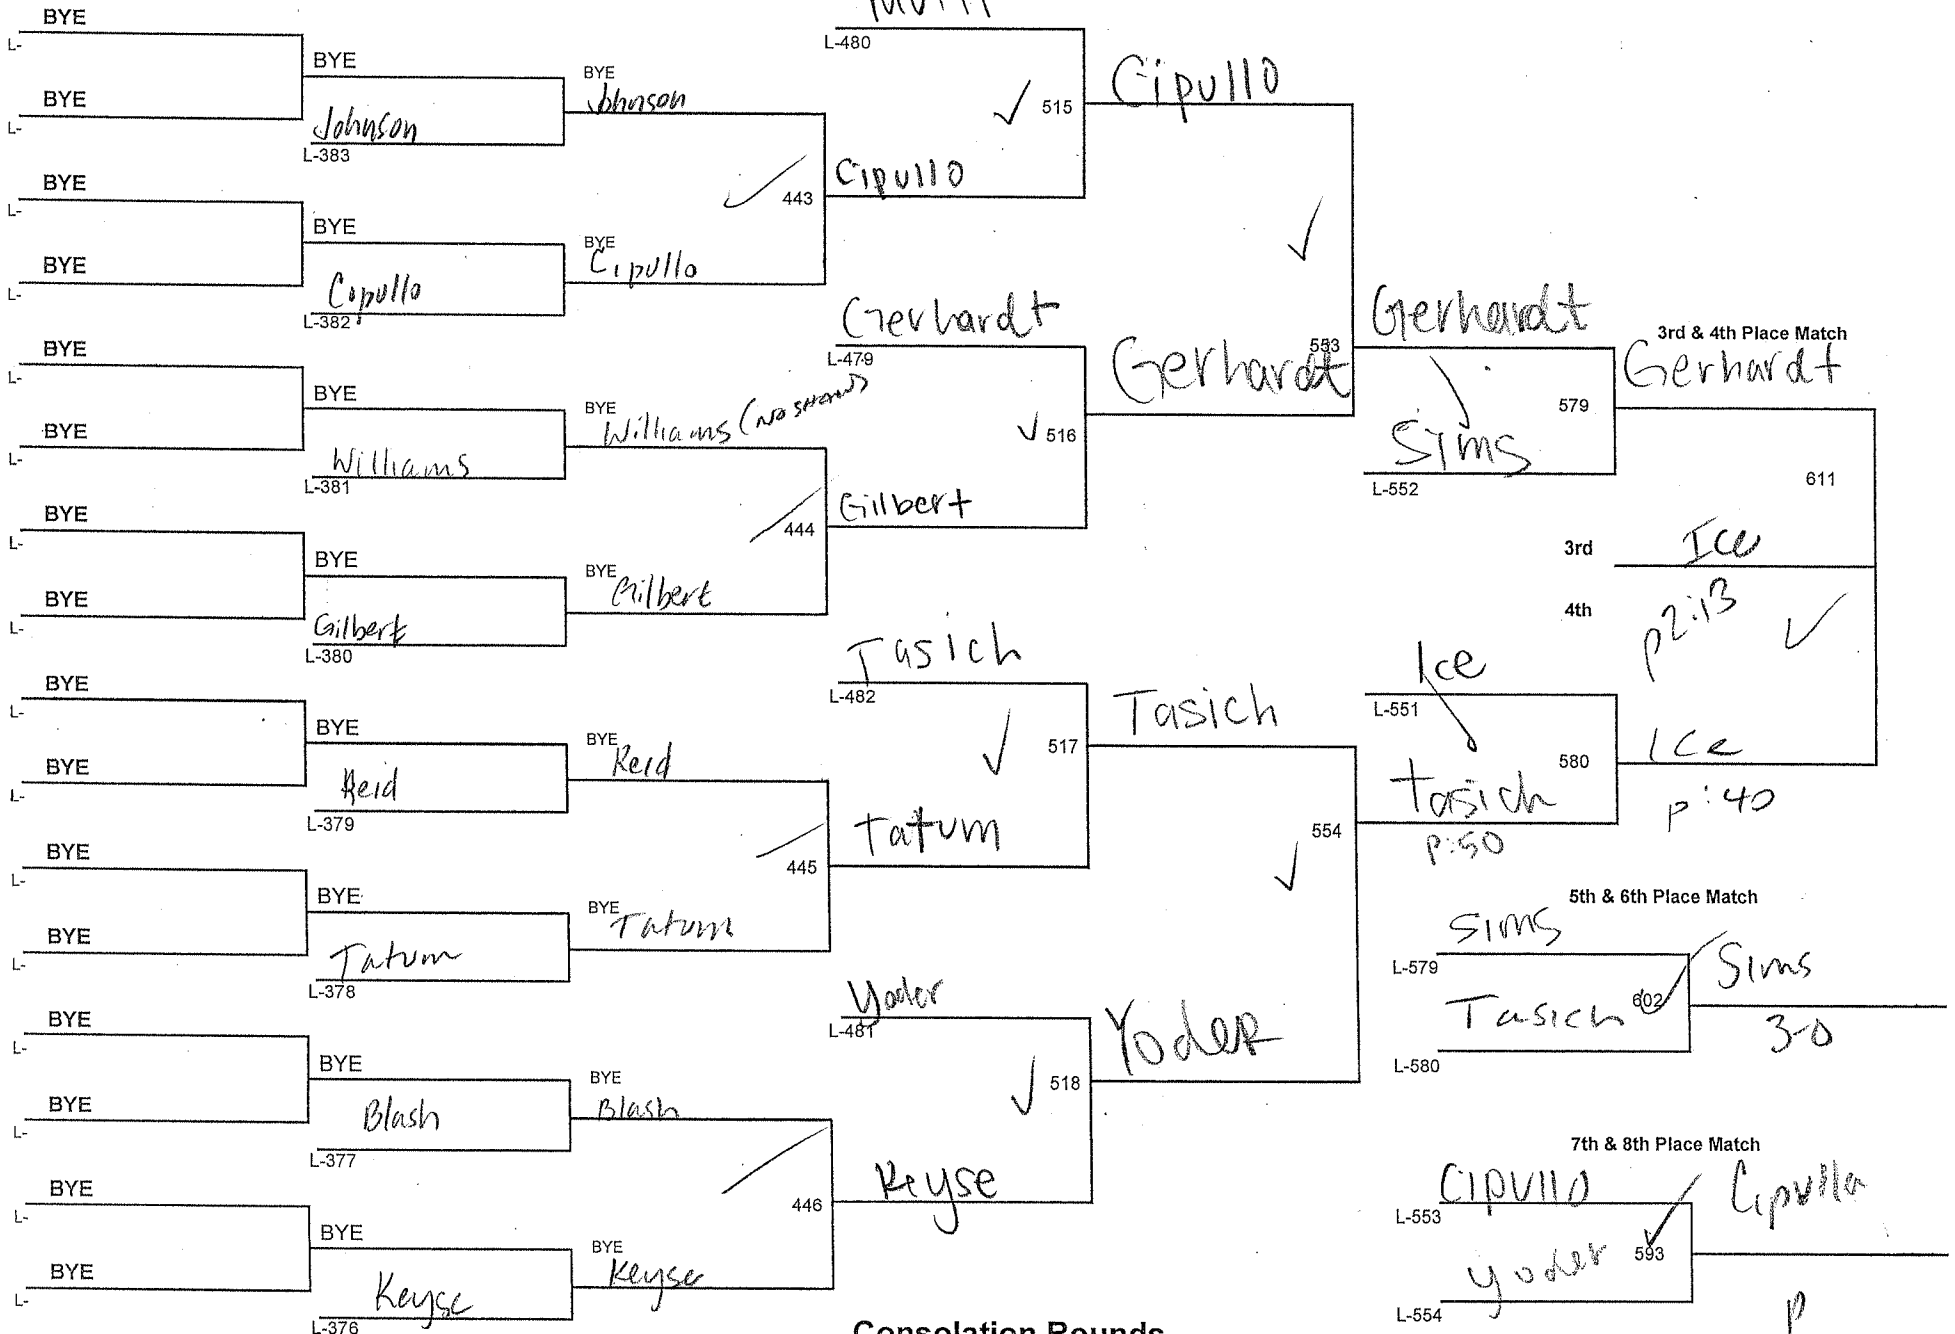 BYE
L-
BYE
L-
BYE
Johnson
L-383
BYE
Johnson
BYE
L-
BYE
L-
BYE
Cipullo
L-382
BYE
Cipullo
443
L-480
Cipullo
515
Cipullo
BYE
L-
BYE
L-
BYE
Williams
L-381
BYE
Williams (NO SHOW)
BYE
L-
BYE
L-
BYE
Gilbert
L-380
BYE
Gilbert
444
Gerhardt
L-479
Gilbert
516
Gerhardt
553
Gerhardt
Sims
L-552
579
3rd & 4th Place Match
Gerhardt
611
3rd
Ice
4th
p2:13
BYE
L-
BYE
L-
BYE
Reid
L-379
BYE
Reid
BYE
L-
BYE
L-
BYE
Tatum
L-378
BYE
Tatum
445
Tasich
L-482
Tatum
517
Tasich
BYE
L-
BYE
L-
BYE
Blash
L-377
BYE
Blash
BYE
L-
BYE
L-
BYE
Keyse
L-376
BYE
Keyse
446
Yoder
L-481
Keyse
518
Yoder
554
Ice
L-551
Tasich
p:50
580
Ice
p:40
5th & 6th Place Match
Sims
L-579
Tasich
L-580
602
Sims
3-0
7th & 8th Place Match
Cipullo
L-553
Yoder
L-554
593
Cipullo
p
Consolation Rounds